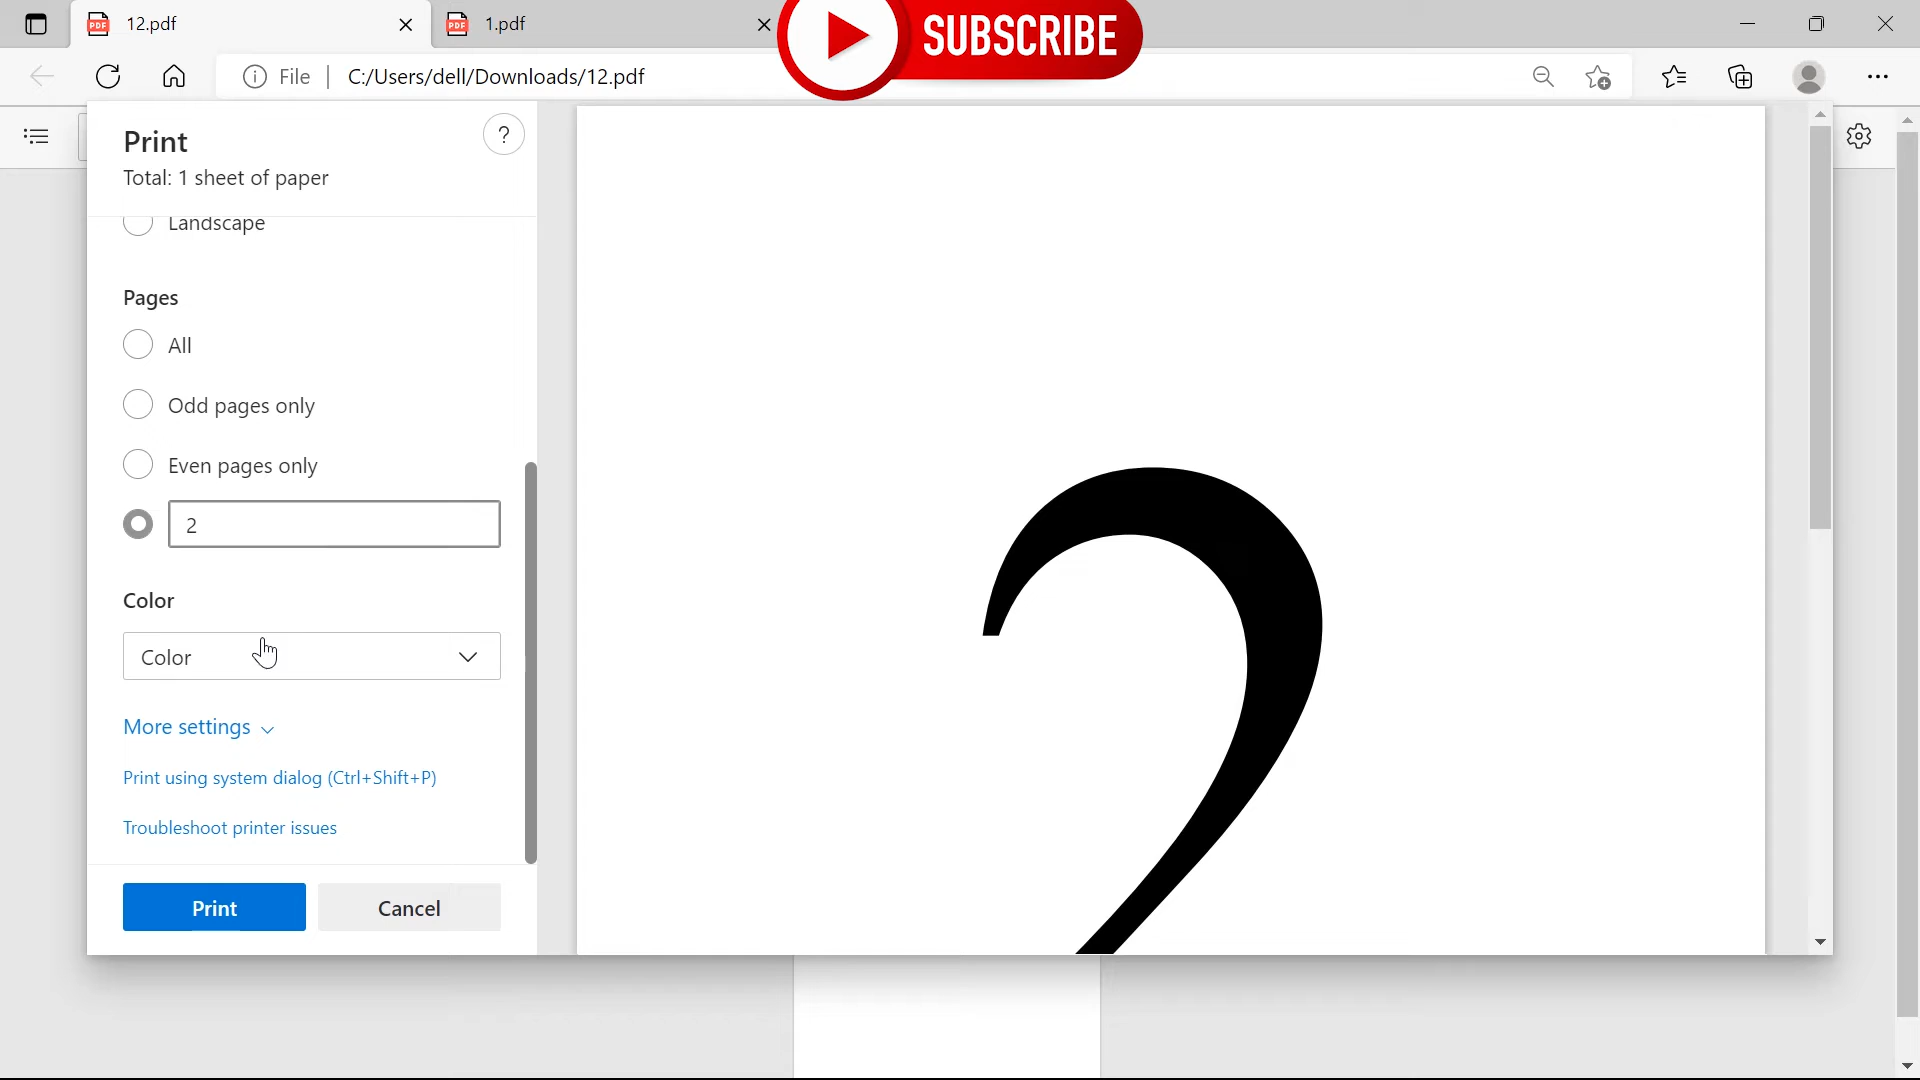 12.pdf
1.pdf
SUBSCRIBE
File
C:/Users/dell/Downloads/12.pdf
Print
Total: 1 sheet of paper
Landscape
Pages
All
Odd pages only
Even pages only
2
Color
Color
More settings
Print using system dialog (Ctrl+Shift+P)
Troubleshoot printer issues
Print
Cancel
2